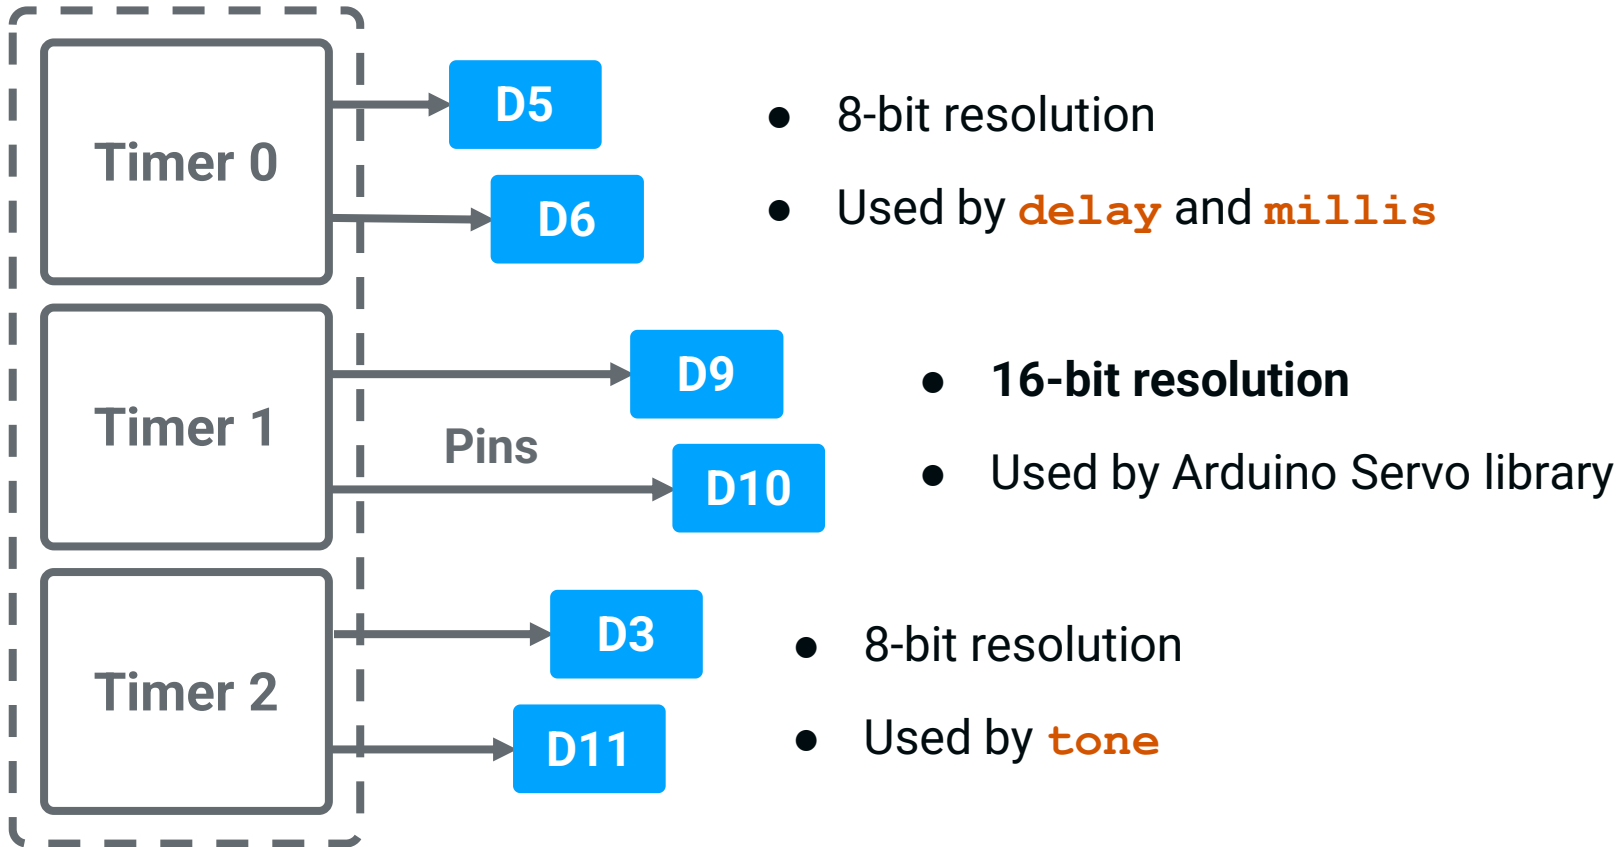 Timer 0
D5
D6
● 8-bit resolution
● Used by delay and millis
Timer 1
Pins
D9
D10
● 16-bit resolution
● Used by Arduino Servo library
Timer 2
D3
D11
● 8-bit resolution
● Used by tone